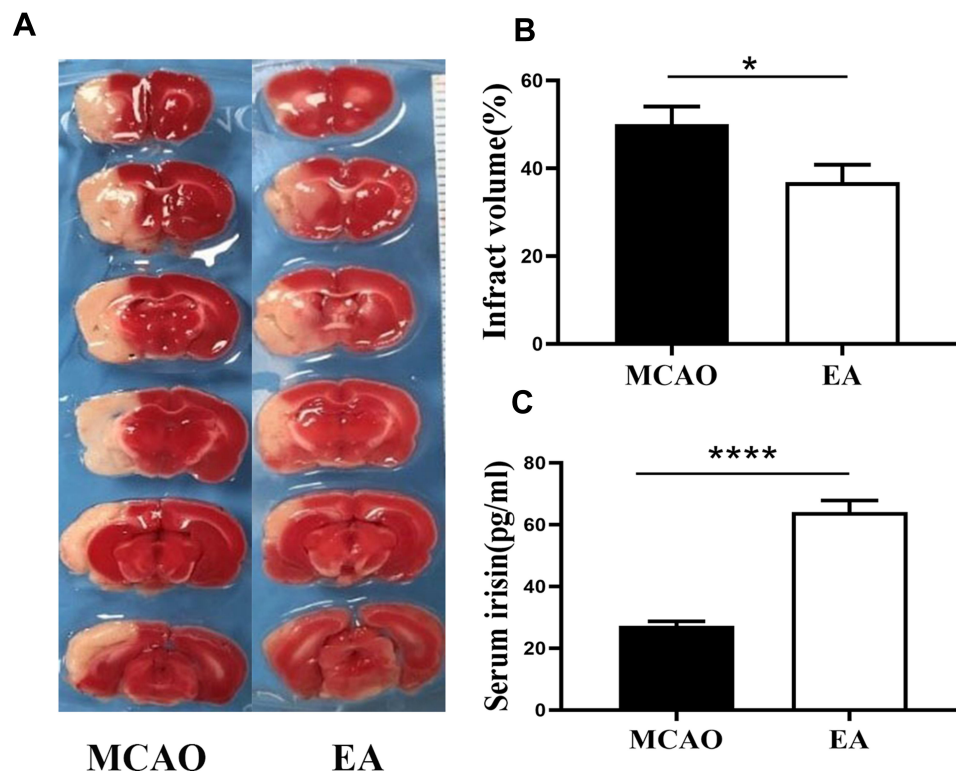 A
MCAO EA
B
Infract volume(%)
60
40
20
0
*
MCAO EA
C
Serum irisin(pg/ml)
80
60
40
20
0
****
MCAO EA